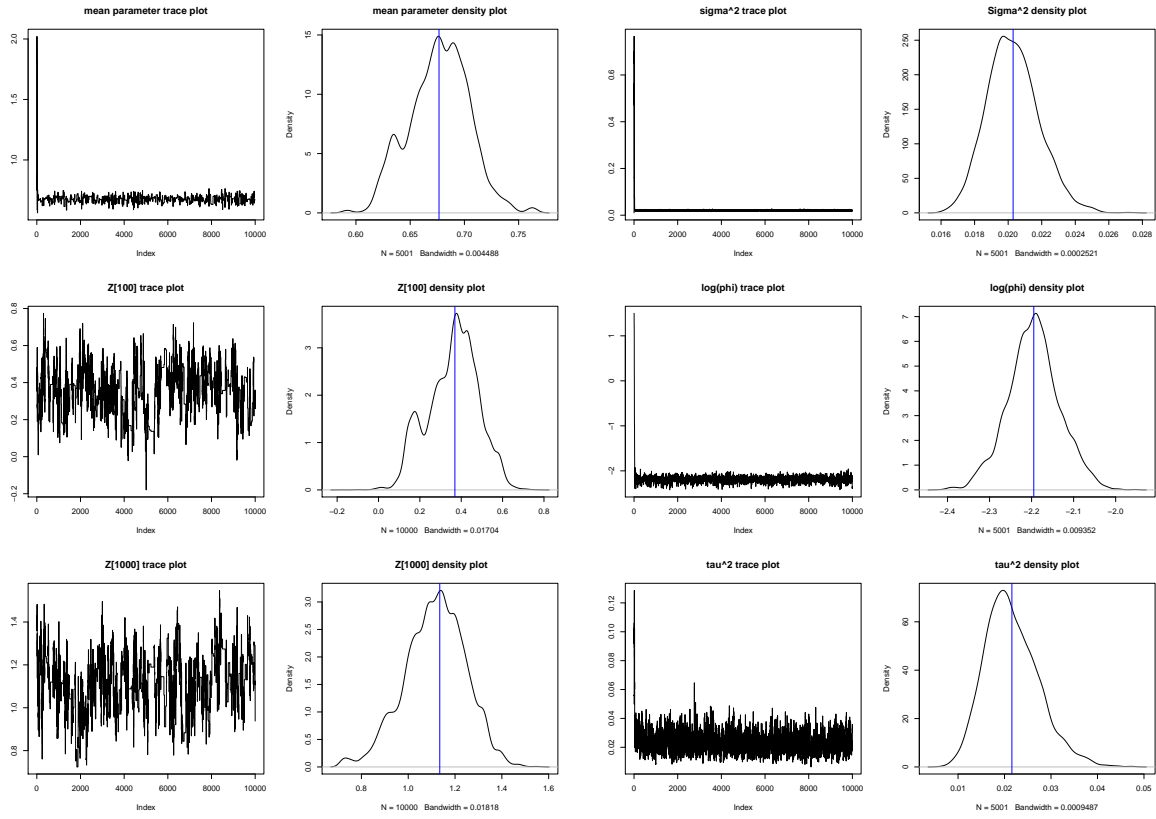 mean parameter trace plot
2.0
1.5
1.0
0 2000 4000 6000 8000 10000
Index
mean parameter density plot
15
10
5
0
Density
0.60 0.65 0.70 0.75
N = 5001 Bandwidth = 0.004488
sigma^2 trace plot
0.6
0.4
0.2
0.0
0 2000 4000 6000 8000 10000
Index
Sigma^2 density plot
250
200
150
100
50
0
Density
0.016 0.018 0.020 0.022 0.024 0.026 0.028
N = 5001 Bandwidth = 0.0002521
Z[100] trace plot
0.8
0.6
0.4
0.2
0.0
−0.2
0 2000 4000 6000 8000 10000
Index
Z[100] density plot
3
2
1
0
Density
−0.2 0.0 0.2 0.4 0.6 0.8
N = 10000 Bandwidth = 0.01704
log(phi) trace plot
1
0
−1
−2
0 2000 4000 6000 8000 10000
Index
log(phi) density plot
7
6
5
4
3
2
1
0
Density
−2.4 −2.3 −2.2 −2.1 −2.0
N = 5001 Bandwidth = 0.009352
Z[1000] trace plot
1.4
1.2
1.0
0.8
0 2000 4000 6000 8000 10000
Index
Z[1000] density plot
3.0
2.5
2.0
1.5
1.0
0.5
0.0
Density
0.8 1.0 1.2 1.4 1.6
N = 10000 Bandwidth = 0.01818
tau^2 trace plot
0.12
0.10
0.08
0.06
0.04
0.02
0 2000 4000 6000 8000 10000
Index
tau^2 density plot
60
40
20
0
Density
0.01 0.02 0.03 0.04 0.05
N = 5001 Bandwidth = 0.0009487